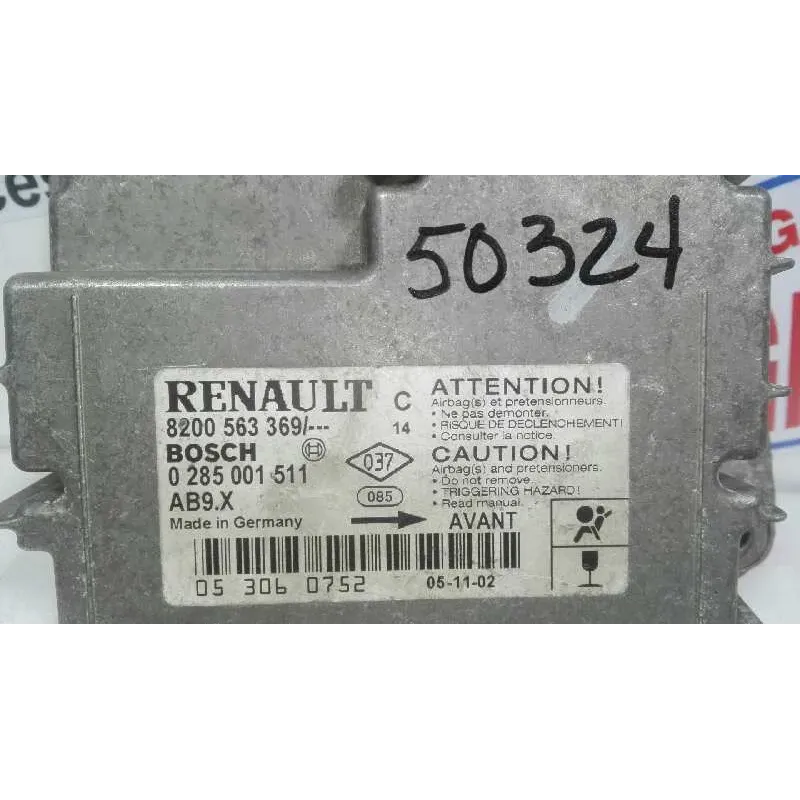 50324
RENAULT C
8200 563 369/--- 14
BOSCH
0 285 001 511
AB9.X
Made in Germany
037
085
ATTENTION!
Airbag(s) et pretensionneurs.
• Ne pas demonter.
• RISQUE DE DECLENCHEMENT!
• Consulter la notice.
CAUTION!
Airbag(s) and pretensioners.
• Do not remove.
• TRIGGERING HAZARD!
• Read manual.
AVANT
05 3060 0752
05-11-02